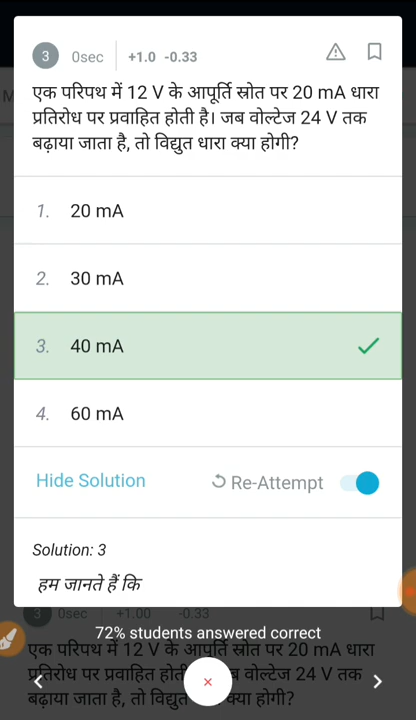 3 0sec +1.0 -0.33
एक परिपथ में 12 V के आपूर्ति स्रोत पर 20 mA धारा
प्रतिरोध पर प्रवाहित होती है। जब वोल्टेज 24 V तक
बढ़ाया जाता है, तो विद्युत धारा क्या होगी?
1. 20 mA
2. 30 mA
3. 40 mA
4. 60 mA
Hide Solution Re-Attempt
Solution: 3
हम जानते हैं कि
3 0sec +1.00 -0.33
72% students answered correct
एक परिपथ में 12 V के आपूर्ति स्रोत पर 20 mA धारा
प्रतिरोध पर प्रवाहित वोल्टेज 24 V तक
बढ़ाया जाता है, तो विद्युत क्या होगी?